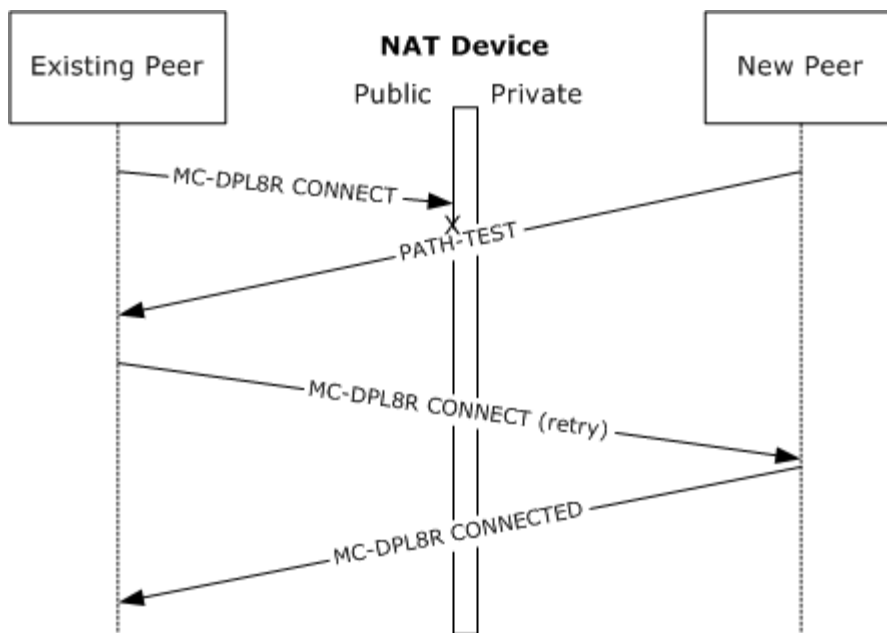 Existing Peer
NAT Device
New Peer
Public
Private
MC-DPL8R CONNECT
X
PATH-TEST
MC-DPL8R CONNECT (retry)
MC-DPL8R CONNECTED